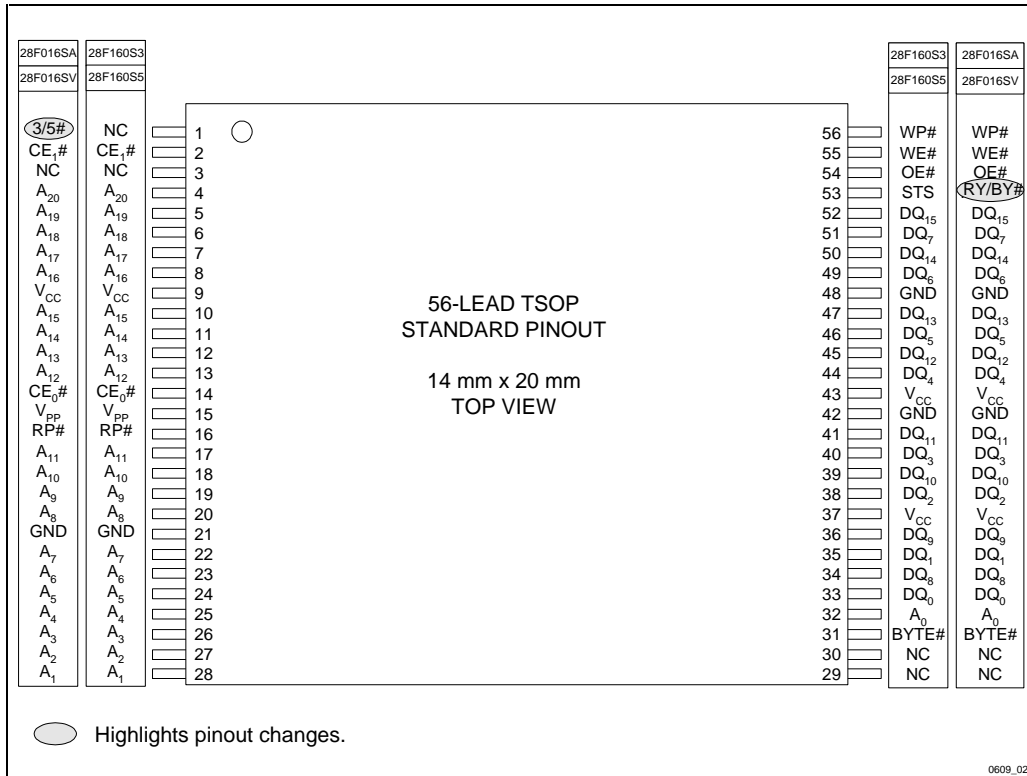 28F016SA 28F160S3 28F160S3 28F016SA
28F016SV 28F160S5 28F160S5 28F016SV
3/5# NC 1 56 WP# WP#
CE1# CE1# 2 55 WE# WE#
NC NC 3 54 OE# OE#
A20 A20 4 53 STS RY/BY#
A19 A19 5 52 DQ15 DQ15
A18 A18 6 51 DQ7 DQ7
A17 A17 7 50 DQ14 DQ14
A16 A16 8 49 DQ6 DQ6
VCC VCC 9 48 GND GND
A15 A15 10 47 DQ13 DQ13
A14 A14 11 46 DQ5 DQ5
A13 A13 12 45 DQ12 DQ12
A12 A12 13 44 DQ4 DQ4
CE0# CE0# 14 43 VCC VCC
VPP VPP 15 42 GND GND
RP# RP# 16 41 DQ11 DQ11
A11 A11 17 40 DQ3 DQ3
A10 A10 18 39 DQ10 DQ10
A9 A9 19 38 DQ2 DQ2
A8 A8 20 37 VCC VCC
GND GND 21 36 DQ9 DQ9
A7 A7 22 35 DQ1 DQ1
A6 A6 23 34 DQ8 DQ8
A5 A5 24 33 DQ0 DQ0
A4 A4 25 32 A0 A0
A3 A3 26 31 BYTE# BYTE#
A2 A2 27 30 NC NC
A1 A1 28 29 NC NC
56-LEAD TSOP
STANDARD PINOUT
14 mm x 20 mm
TOP VIEW
Highlights pinout changes.
0609_02